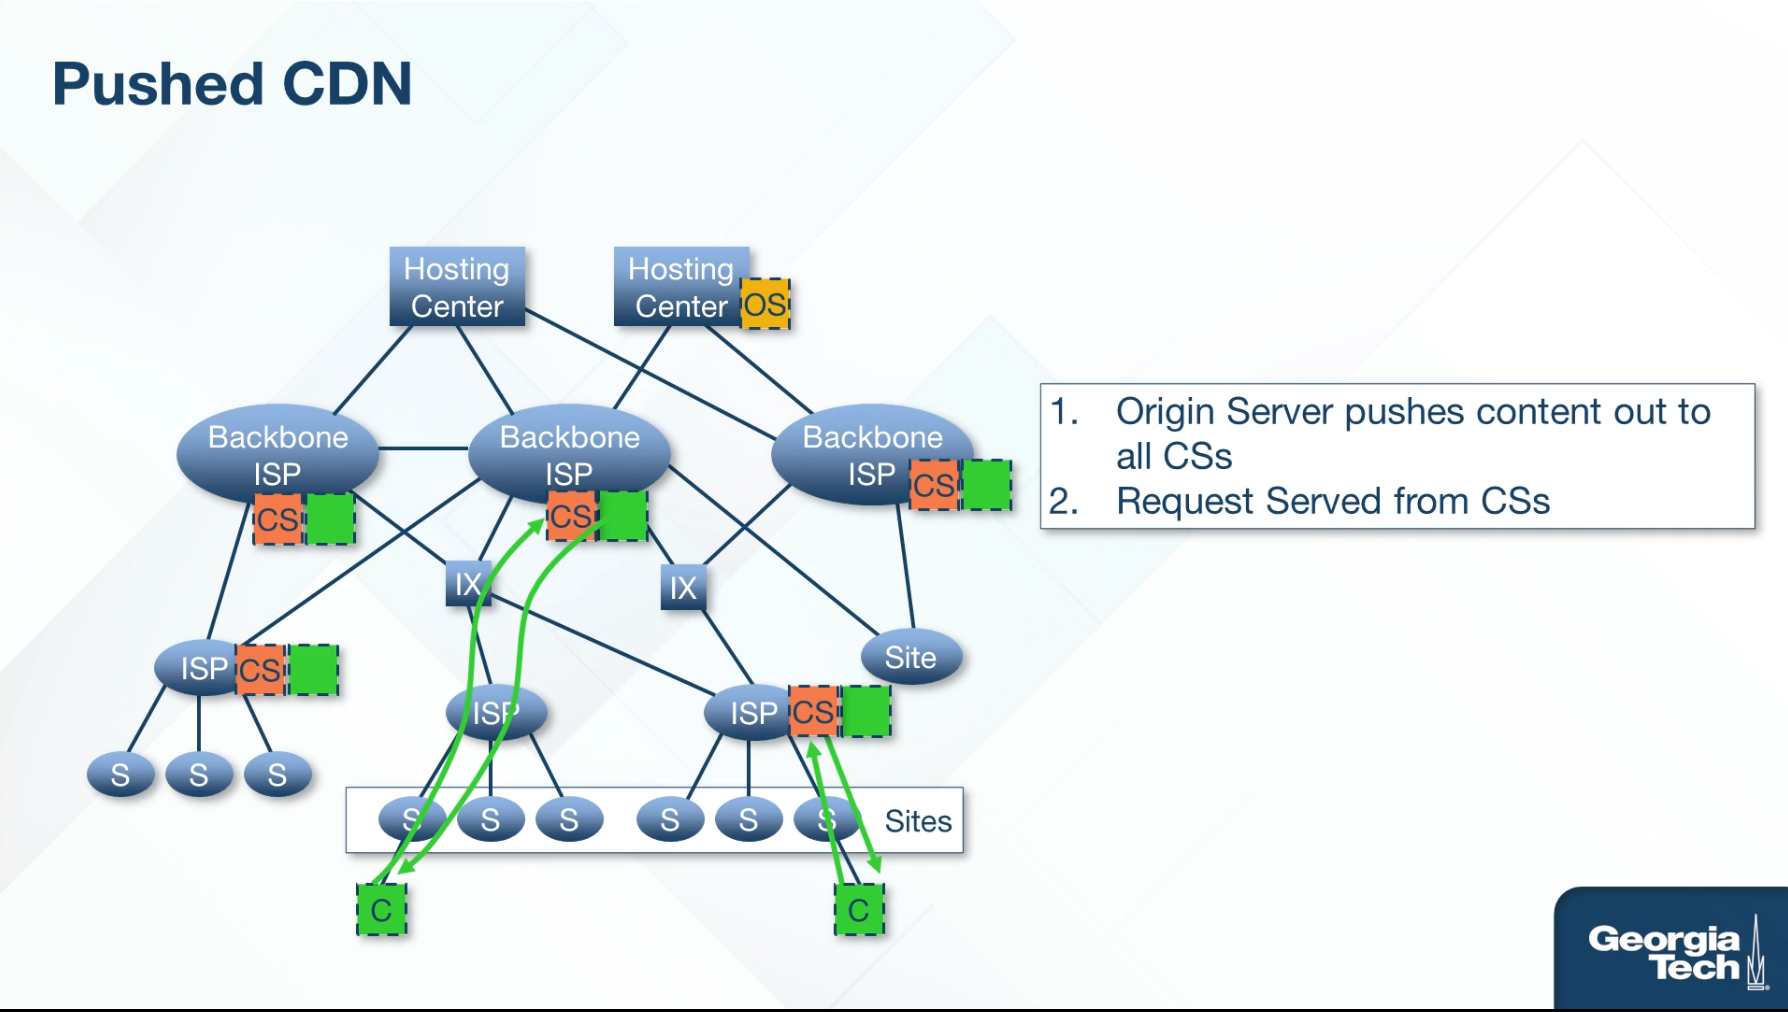 Pushed CDN
Hosting
Center
Hosting
Center
OS
Backbone
ISP
CS
Backbone
ISP
CS
Backbone
ISP
CS
1. Origin Server pushes content out to
all CSs
2. Request Served from CSs
IX
IX
ISP
CS
Site
ISP
ISP
CS
S
S
S
S
S
S
S
S
S
Sites
C
C
Georgia
Tech